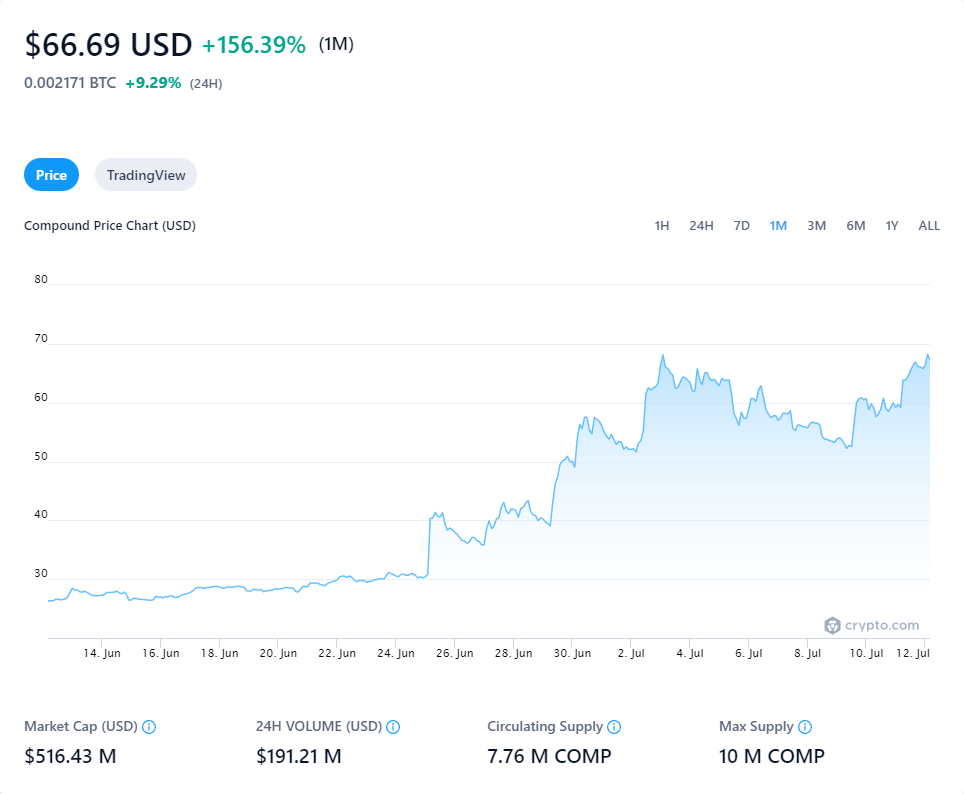 $66.69 USD +156.39% (1M)
0.002171 BTC +9.29% (24H)
Price TradingView
Compound Price Chart (USD) 1H 24H 7D 1M 3M 6M 1Y ALL
80
70
60
50
40
30
crypto.com
14. Jun 16. Jun 18. Jun 20. Jun 22. Jun 24. Jun 26. Jun 28. Jun 30. Jun 2. Jul 4. Jul 6. Jul 8. Jul 10. Jul 12. Jul
Market Cap (USD) 24H VOLUME (USD) Circulating Supply Max Supply
$516.43 M $191.21 M 7.76 M COMP 10 M COMP